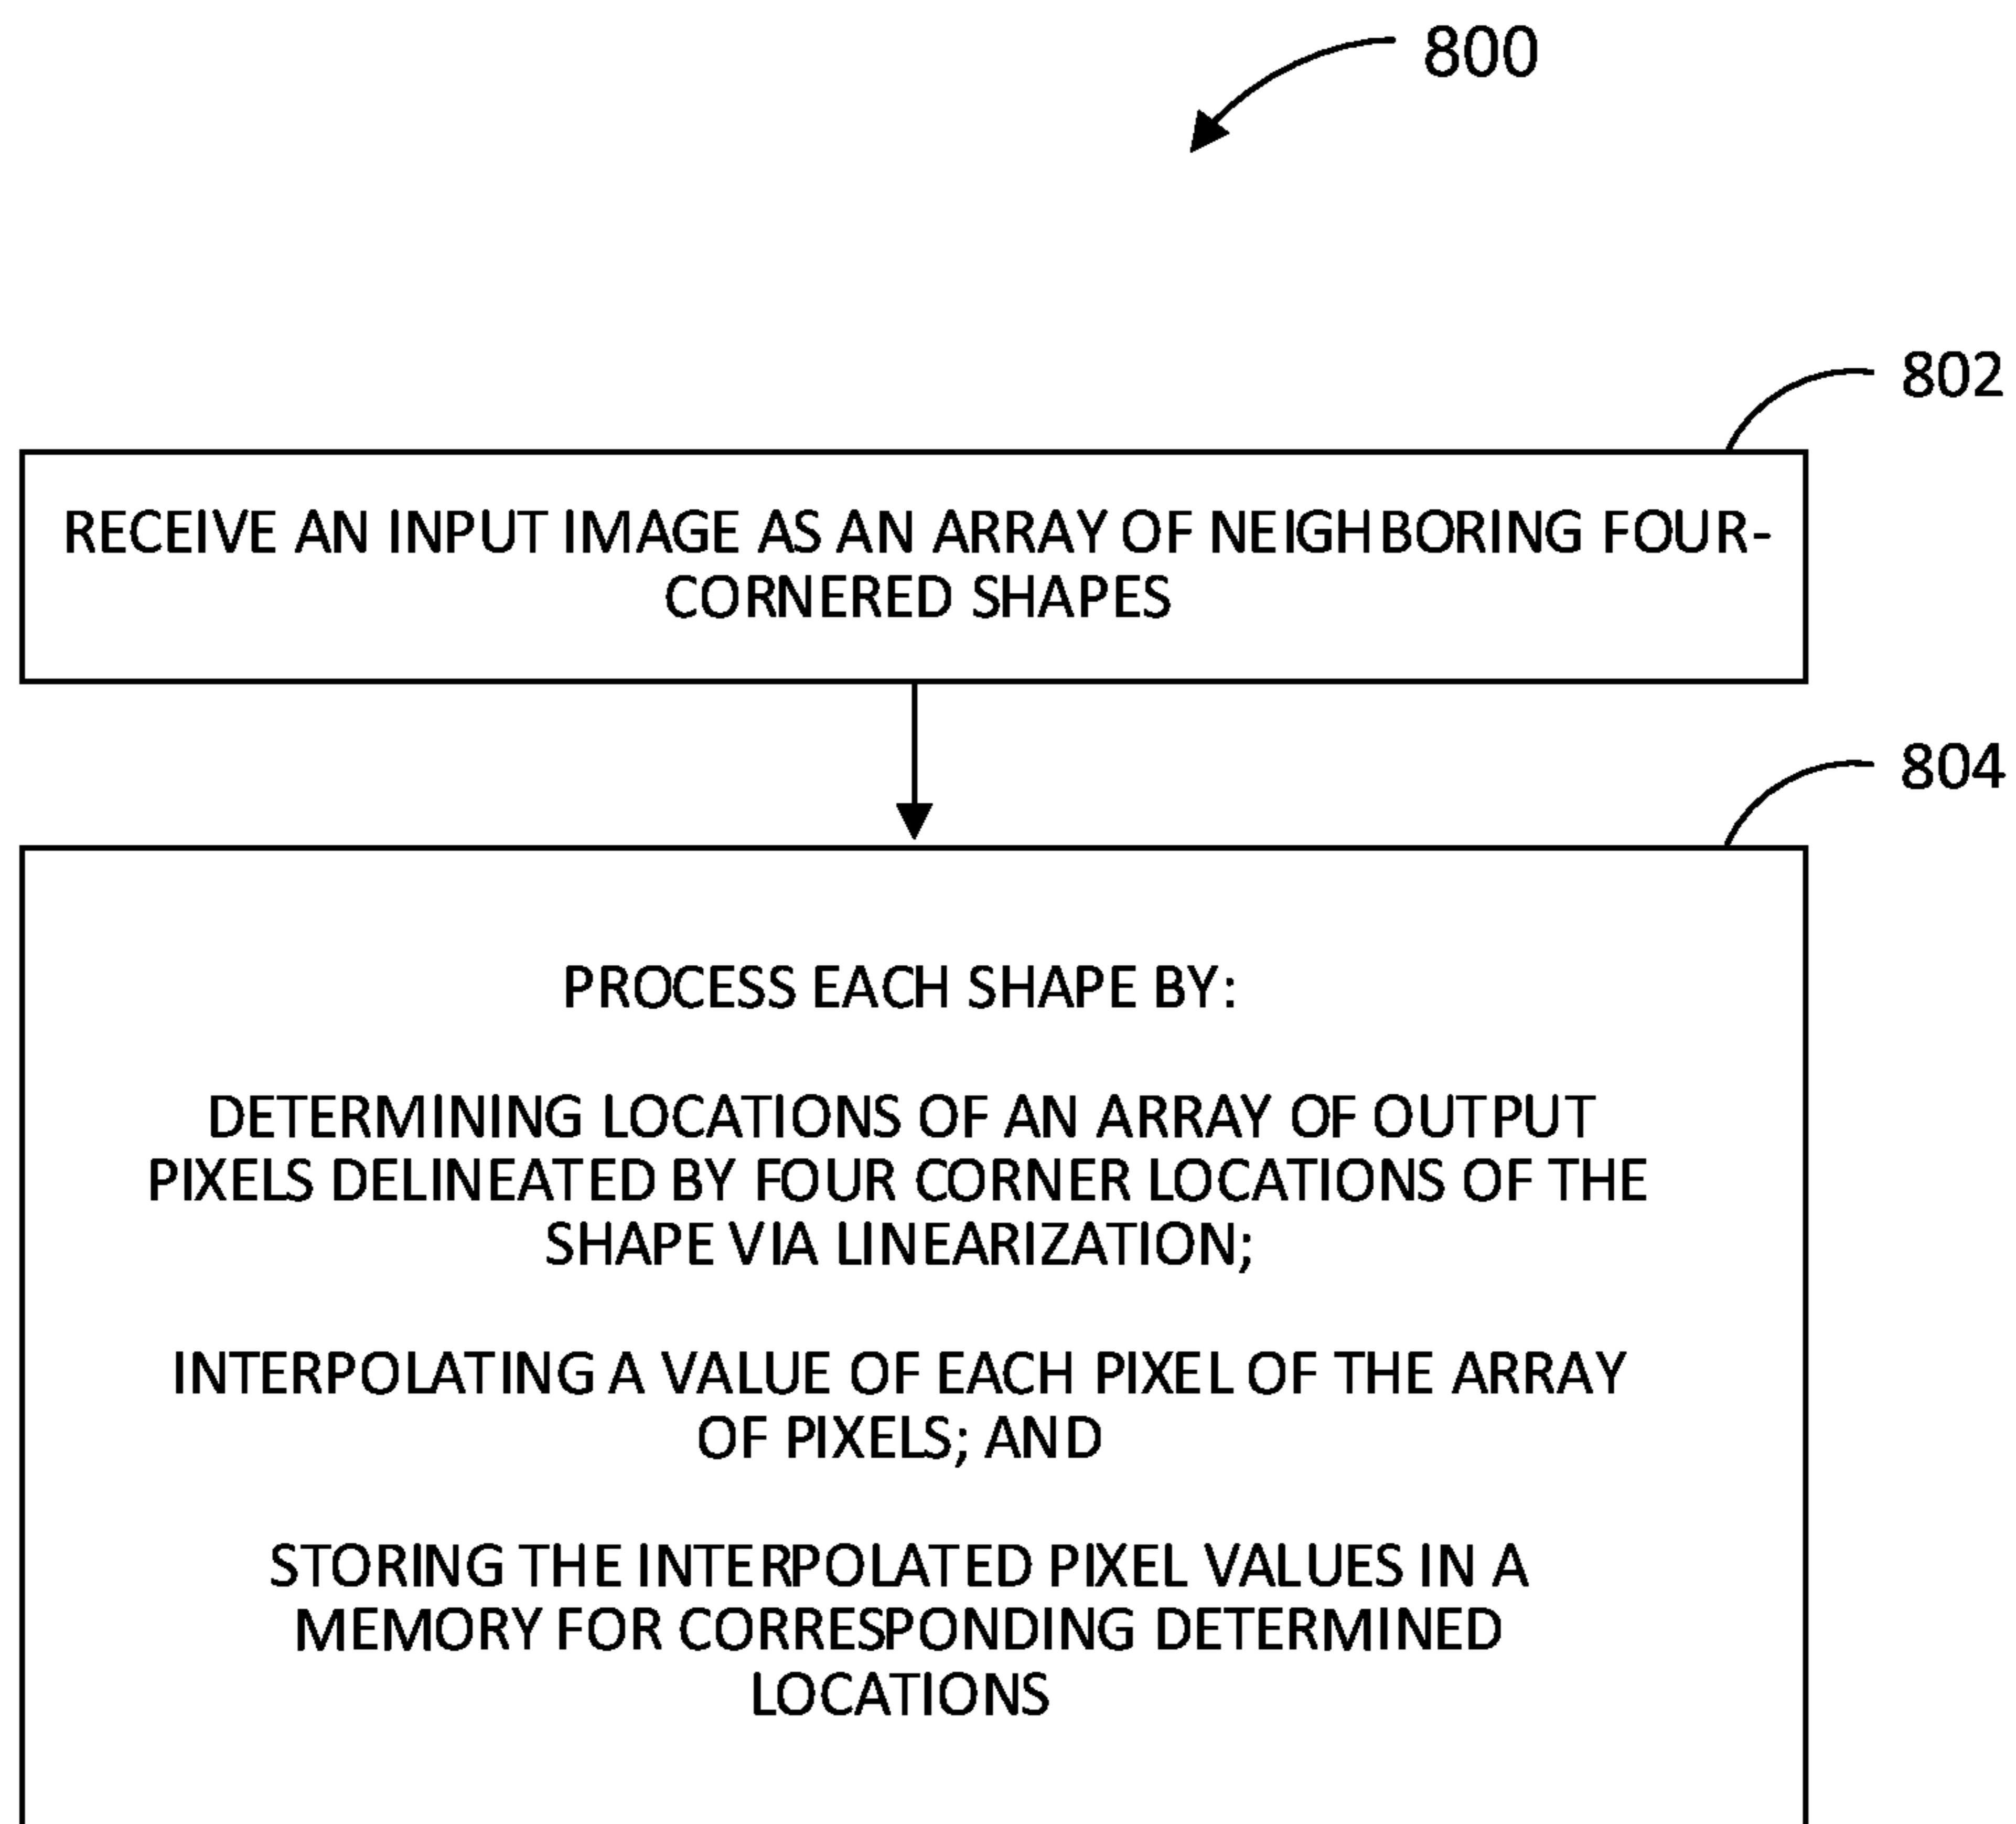 800
802
RECEIVE AN INPUT IMAGE AS AN ARRAY OF NEIGHBORING FOUR-
CORNERED SHAPES
804
PROCESS EACH SHAPE BY:
DETERMINING LOCATIONS OF AN ARRAY OF OUTPUT
PIXELS DELINEATED BY FOUR CORNER LOCATIONS OF THE
SHAPE VIA LINEARIZATION;
INTERPOLATING A VALUE OF EACH PIXEL OF THE ARRAY
OF PIXELS; AND
STORING THE INTERPOLATED PIXEL VALUES IN A
MEMORY FOR CORRESPONDING DETERMINED
LOCATIONS